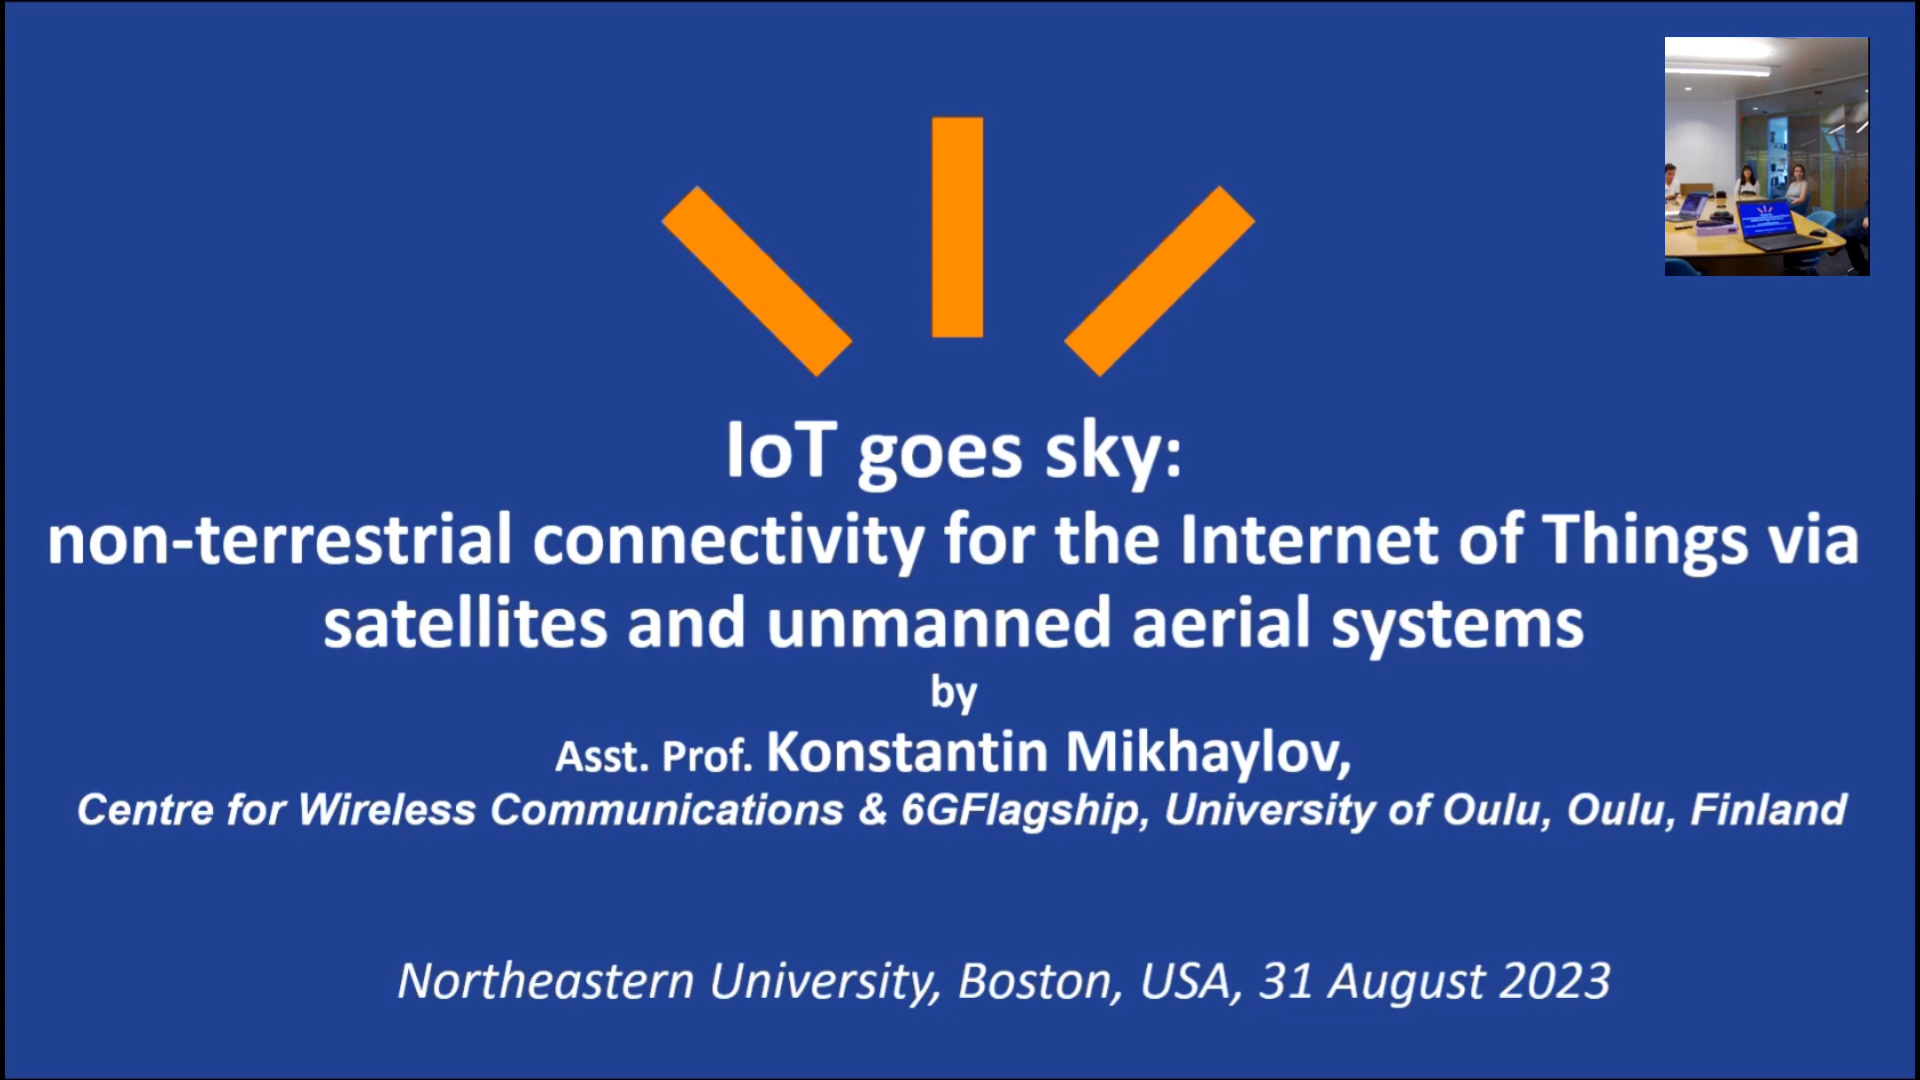 IoT goes sky:
non-terrestrial connectivity for the Internet of Things via
satellites and unmanned aerial systems
by
Asst. Prof. Konstantin Mikhaylov,
Centre for Wireless Communications & 6GFlagship, University of Oulu, Oulu, Finland
Northeastern University, Boston, USA, 31 August 2023